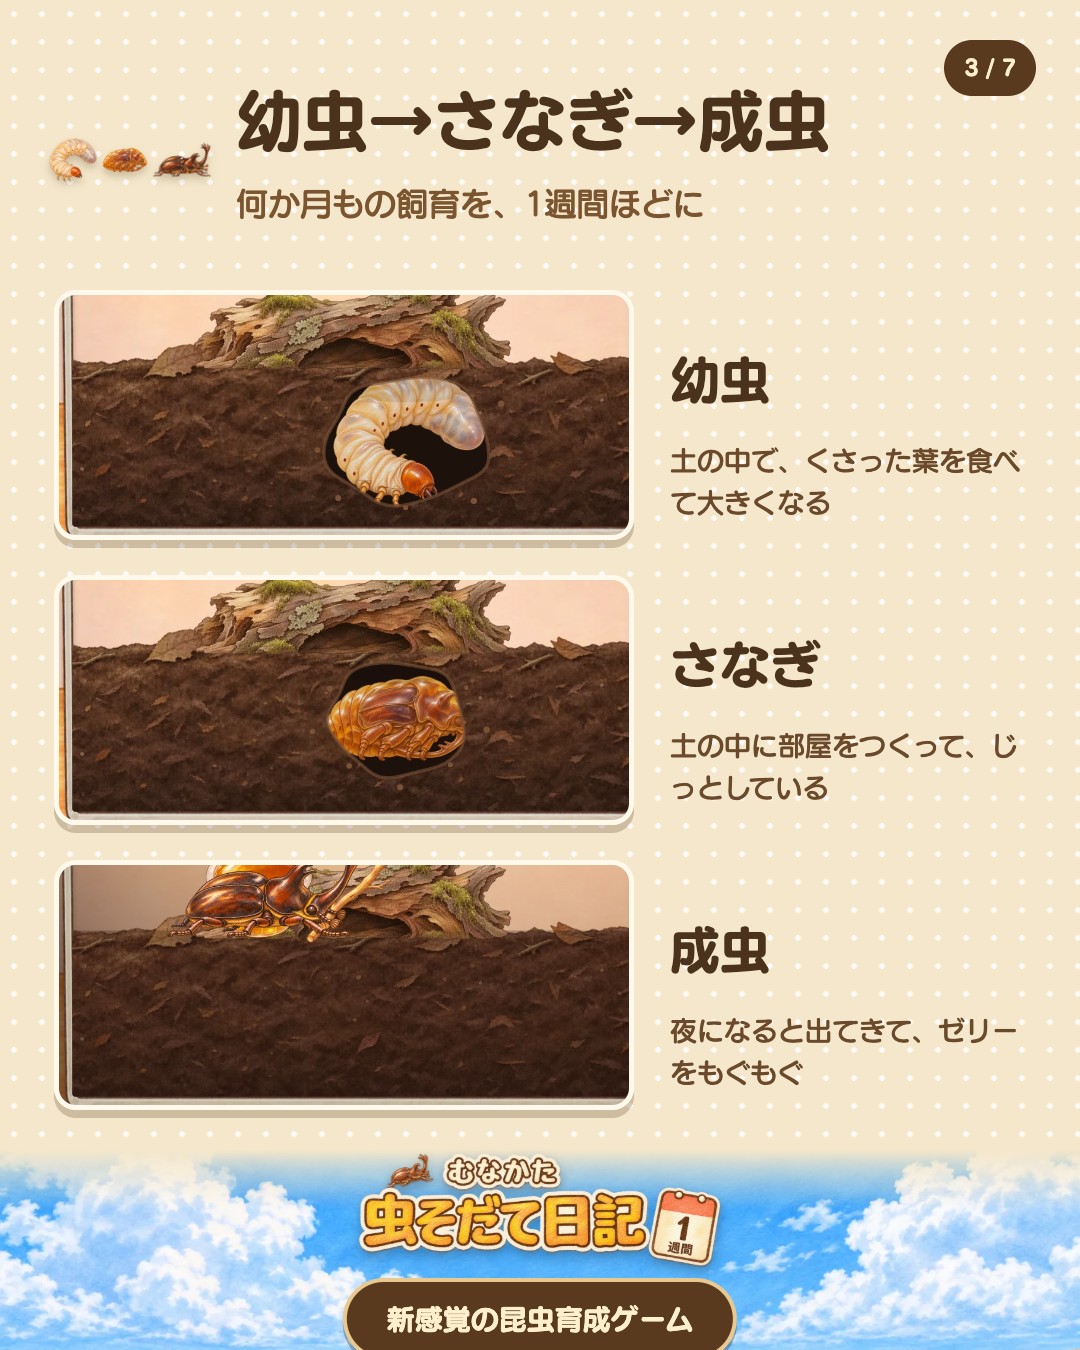 3 / 7
幼虫→さなぎ→成虫
何か月もの飼育を、1週間ほどに
幼虫
土の中で、くさった葉を食べ
て大きくなる
さなぎ
土の中に部屋をつくって、じ
っとしている
成虫
夜になると出てきて、ゼリー
をもぐもぐ
むなかた
虫そだて日記
1
週間
新感覚の昆虫育成ゲーム